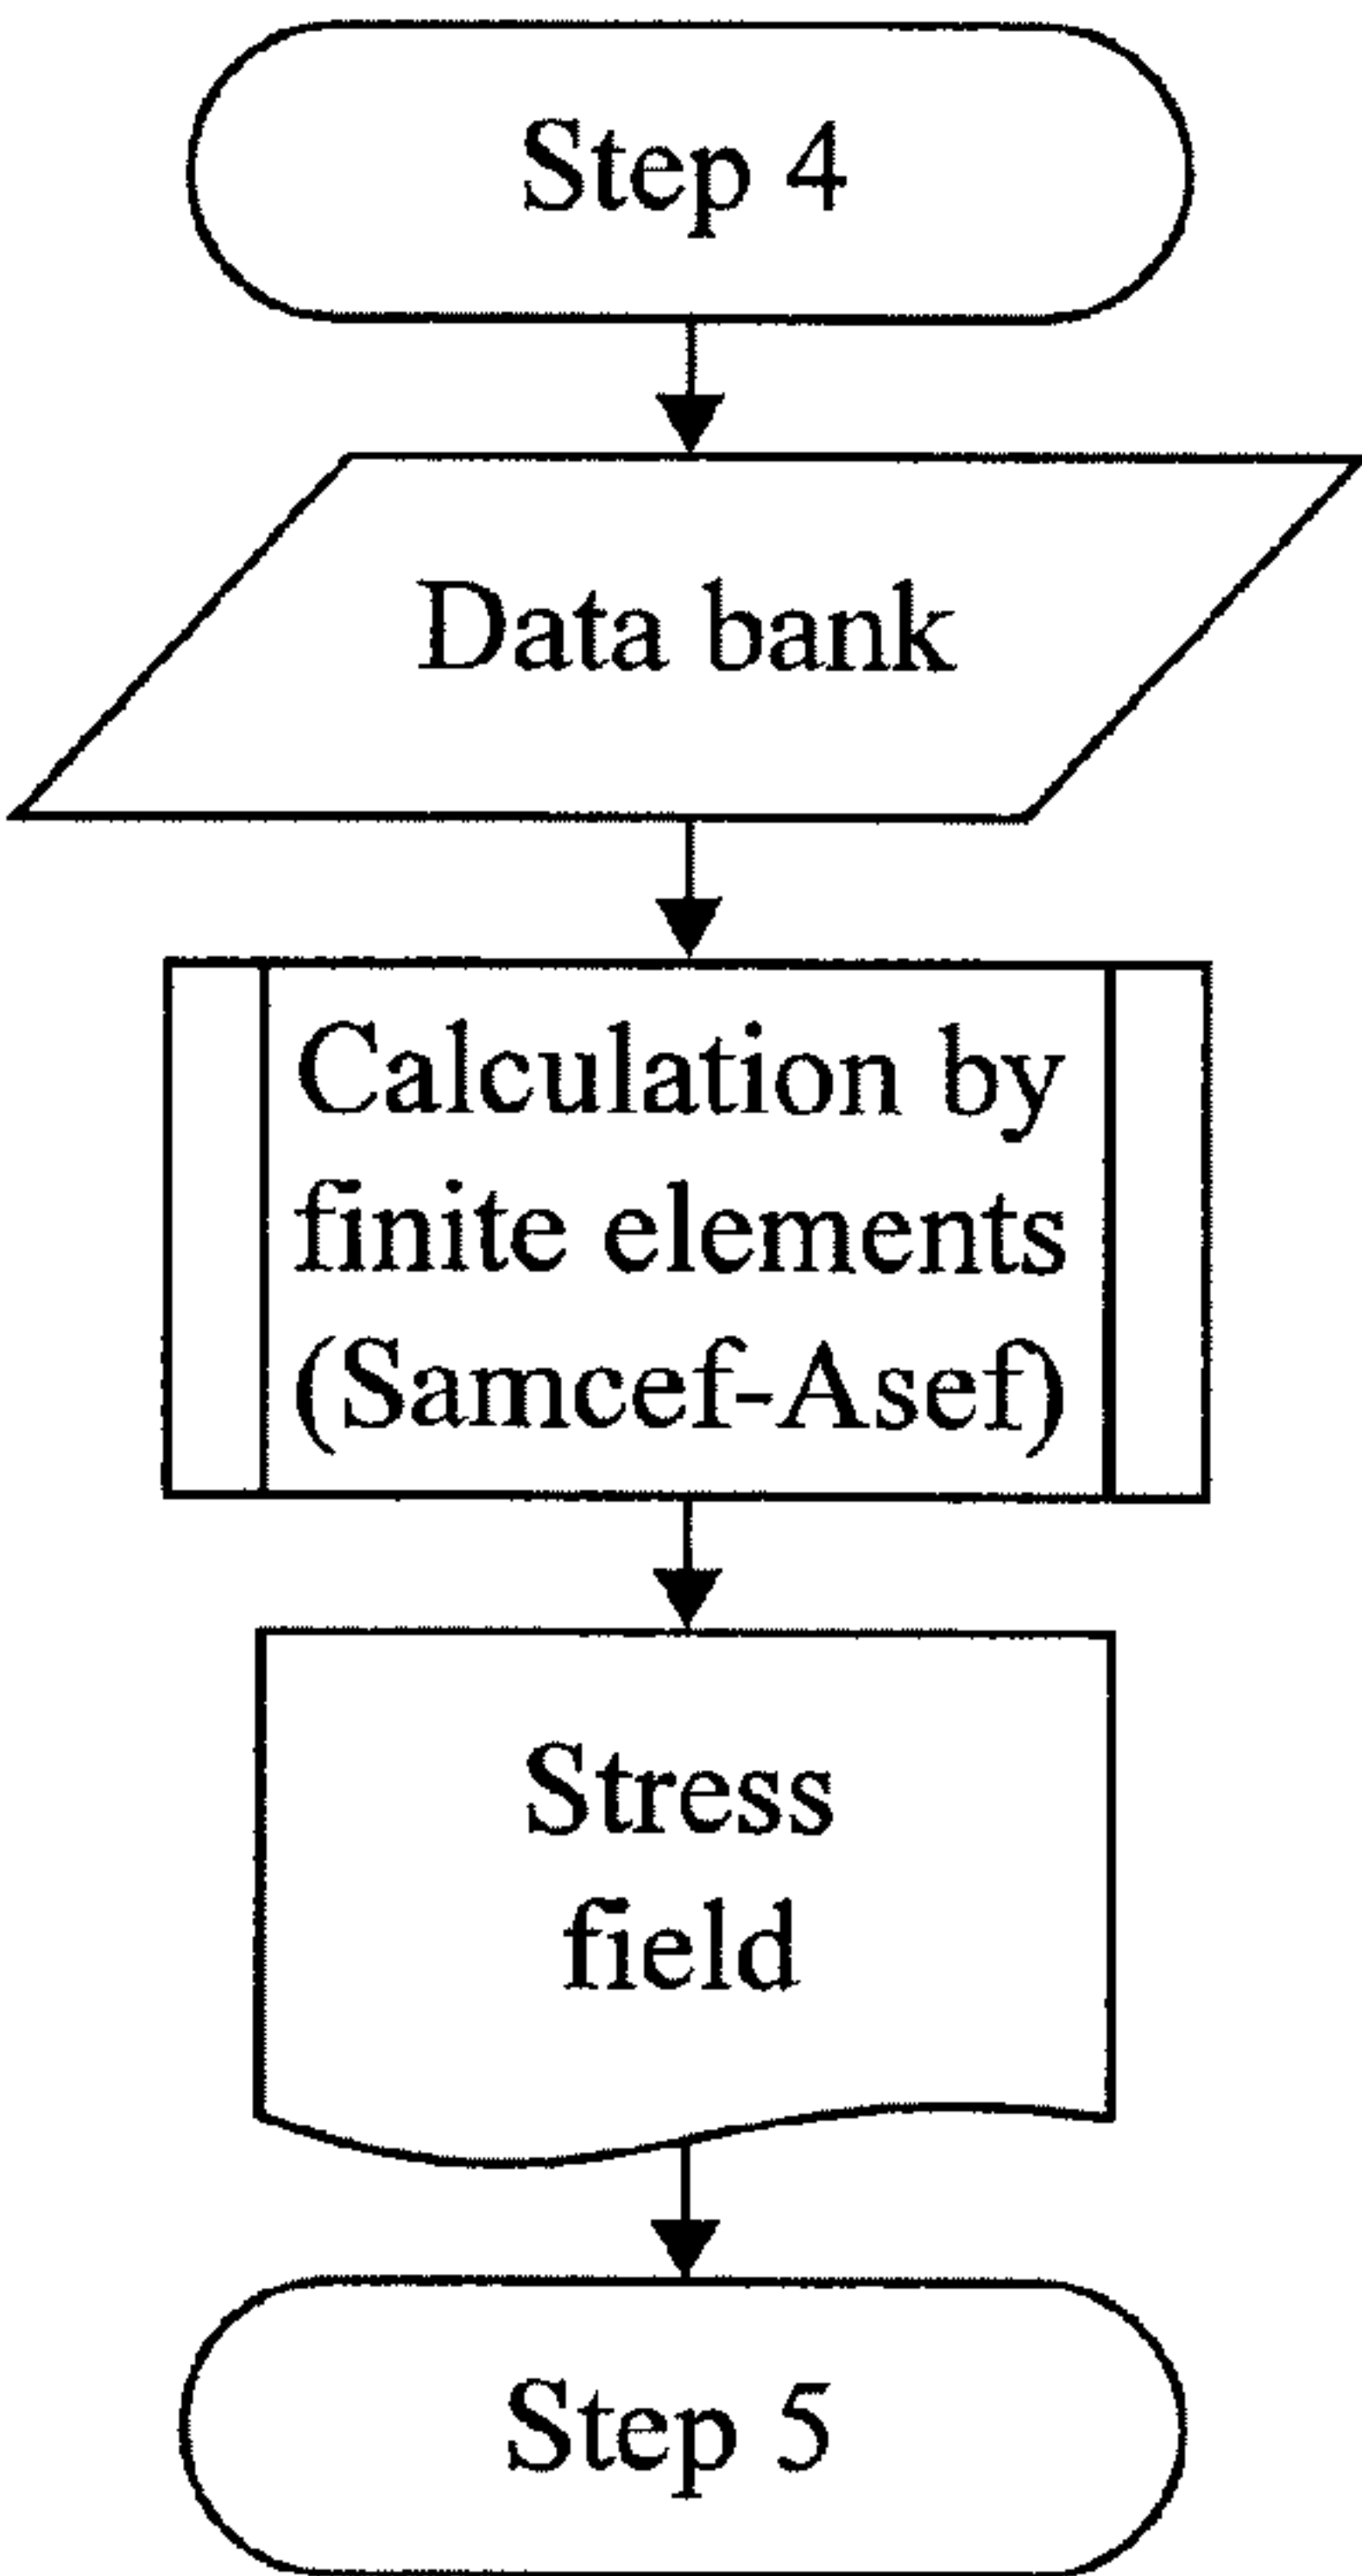 Step 4
Data bank
Calculation by
finite elements
(Samcef-Asef)
Stress
field
Step 5